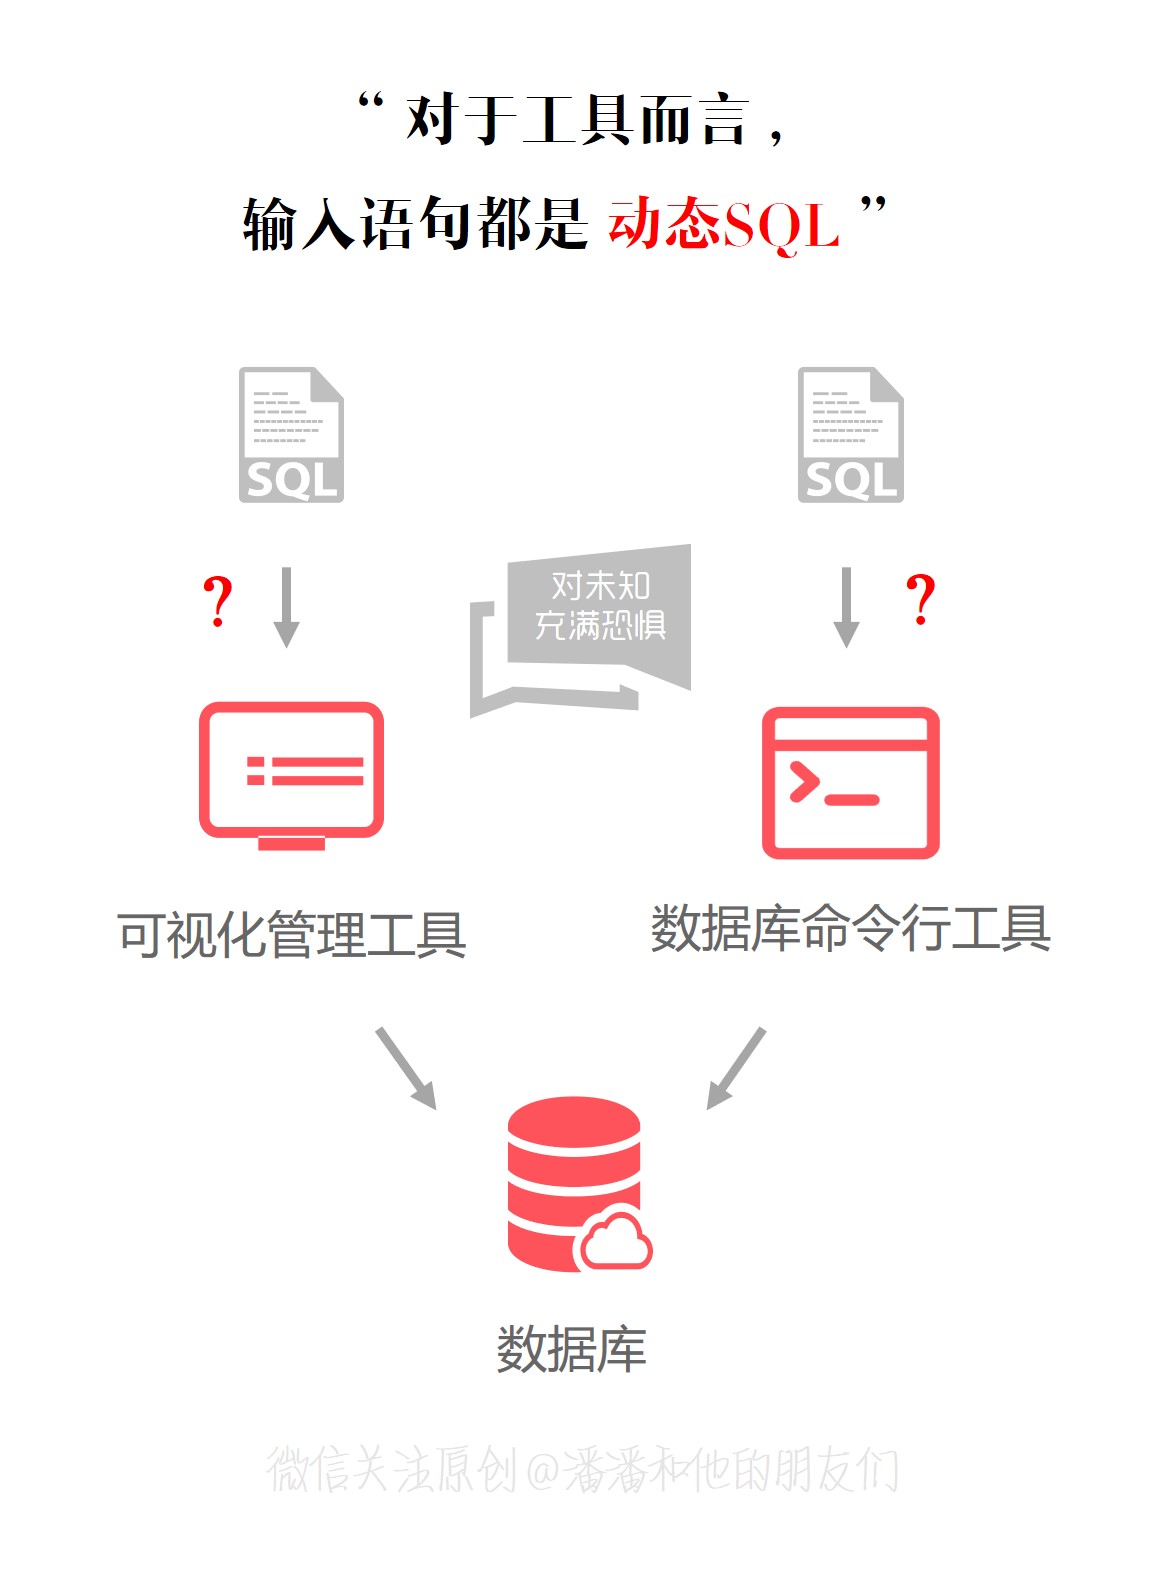 “ 对于工具而言 ,
输入语句都是 动态SQL ”
SQL
SQL
?
?
对未知
充满恐惧
>_
可视化管理工具
数据库命令行工具
数据库
微信关注原创@潘潘和他的朋友们